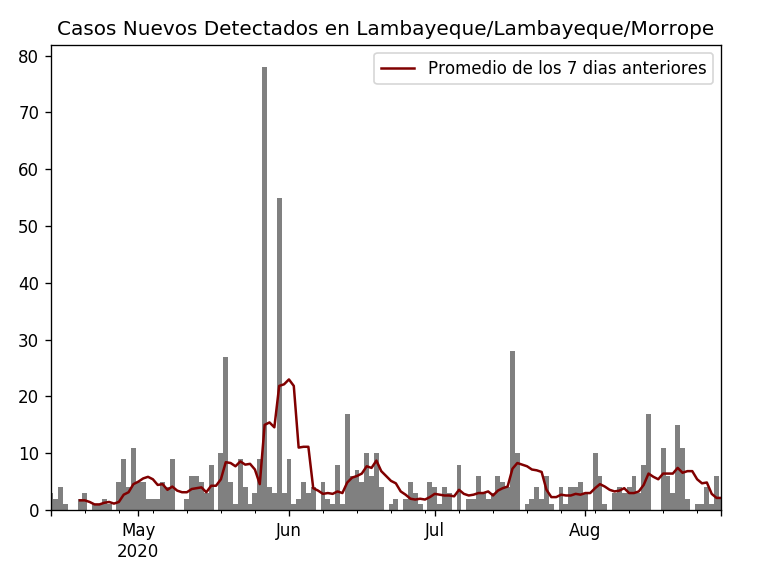 Casos Nuevos Detectados en Lambayeque/Lambayeque/Morrope
Promedio de los 7 dias anteriores
80
70
60
50
40
30
20
10
0
May
2020
Jun
Jul
Aug